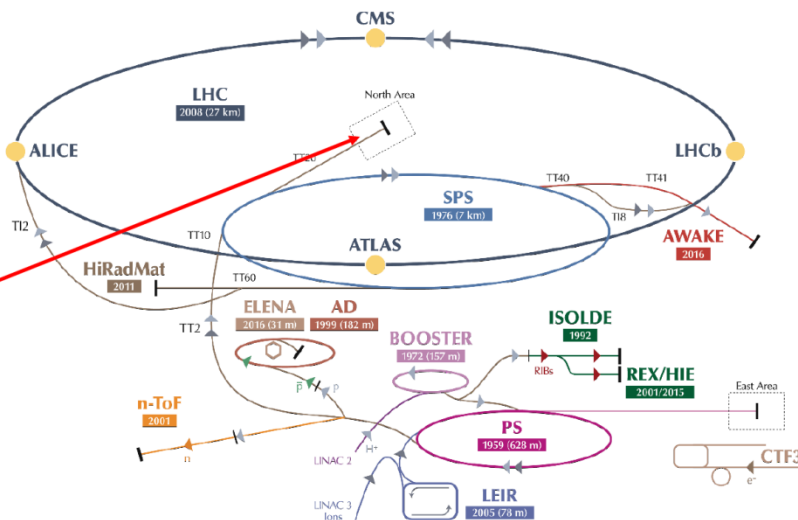 CMS
LHC
2008 (27 km)
North Area
ALICE
TT20
LHCb
TT40
TT41
SPS
1976 (7 km)
TI8
TI2
TT10
ATLAS
AWAKE
2016
HiRadMat
2011
TT60
ELENA
2016 (31 m)
AD
1999 (182 m)
TT2
BOOSTER
1972 (157 m)
ISOLDE
1992
p̅
p
RIBs
REX/HIE
2001/2015
East Area
n-ToF
2001
n
PS
1959 (628 m)
H⁺
LINAC 2
CTF3
e⁻
LINAC 3
Ions
LEIR
2005 (78 m)